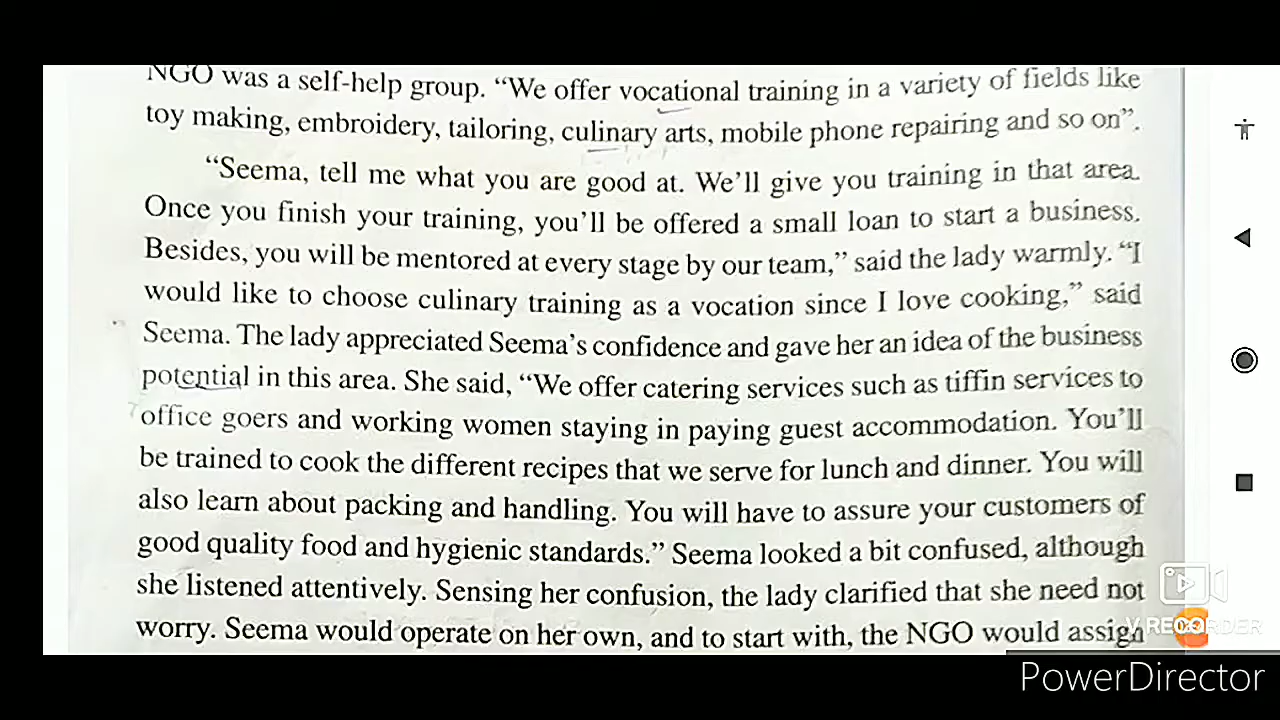 NGO was a self-help group. “We offer vocational training in a variety of fields like
toy making, embroidery, tailoring, culinary arts, mobile phone repairing and so on”.
“Seema, tell me what you are good at. We’ll give you training in that area.
Once you finish your training, you’ll be offered a small loan to start a business.
Besides, you will be mentored at every stage by our team,” said the lady warmly. “I
would like to choose culinary training as a vocation since I love cooking,” said
Seema. The lady appreciated Seema’s confidence and gave her an idea of the business
potential in this area. She said, “We offer catering services such as tiffin services to
office goers and working women staying in paying guest accommodation. You’ll
be trained to cook the different recipes that we serve for lunch and dinner. You will
also learn about packing and handling. You will have to assure your customers of
good quality food and hygienic standards.” Seema looked a bit confused, although
she listened attentively. Sensing her confusion, the lady clarified that she need not
worry. Seema would operate on her own, and to start with, the NGO would assign
V RECORDER
PowerDirector